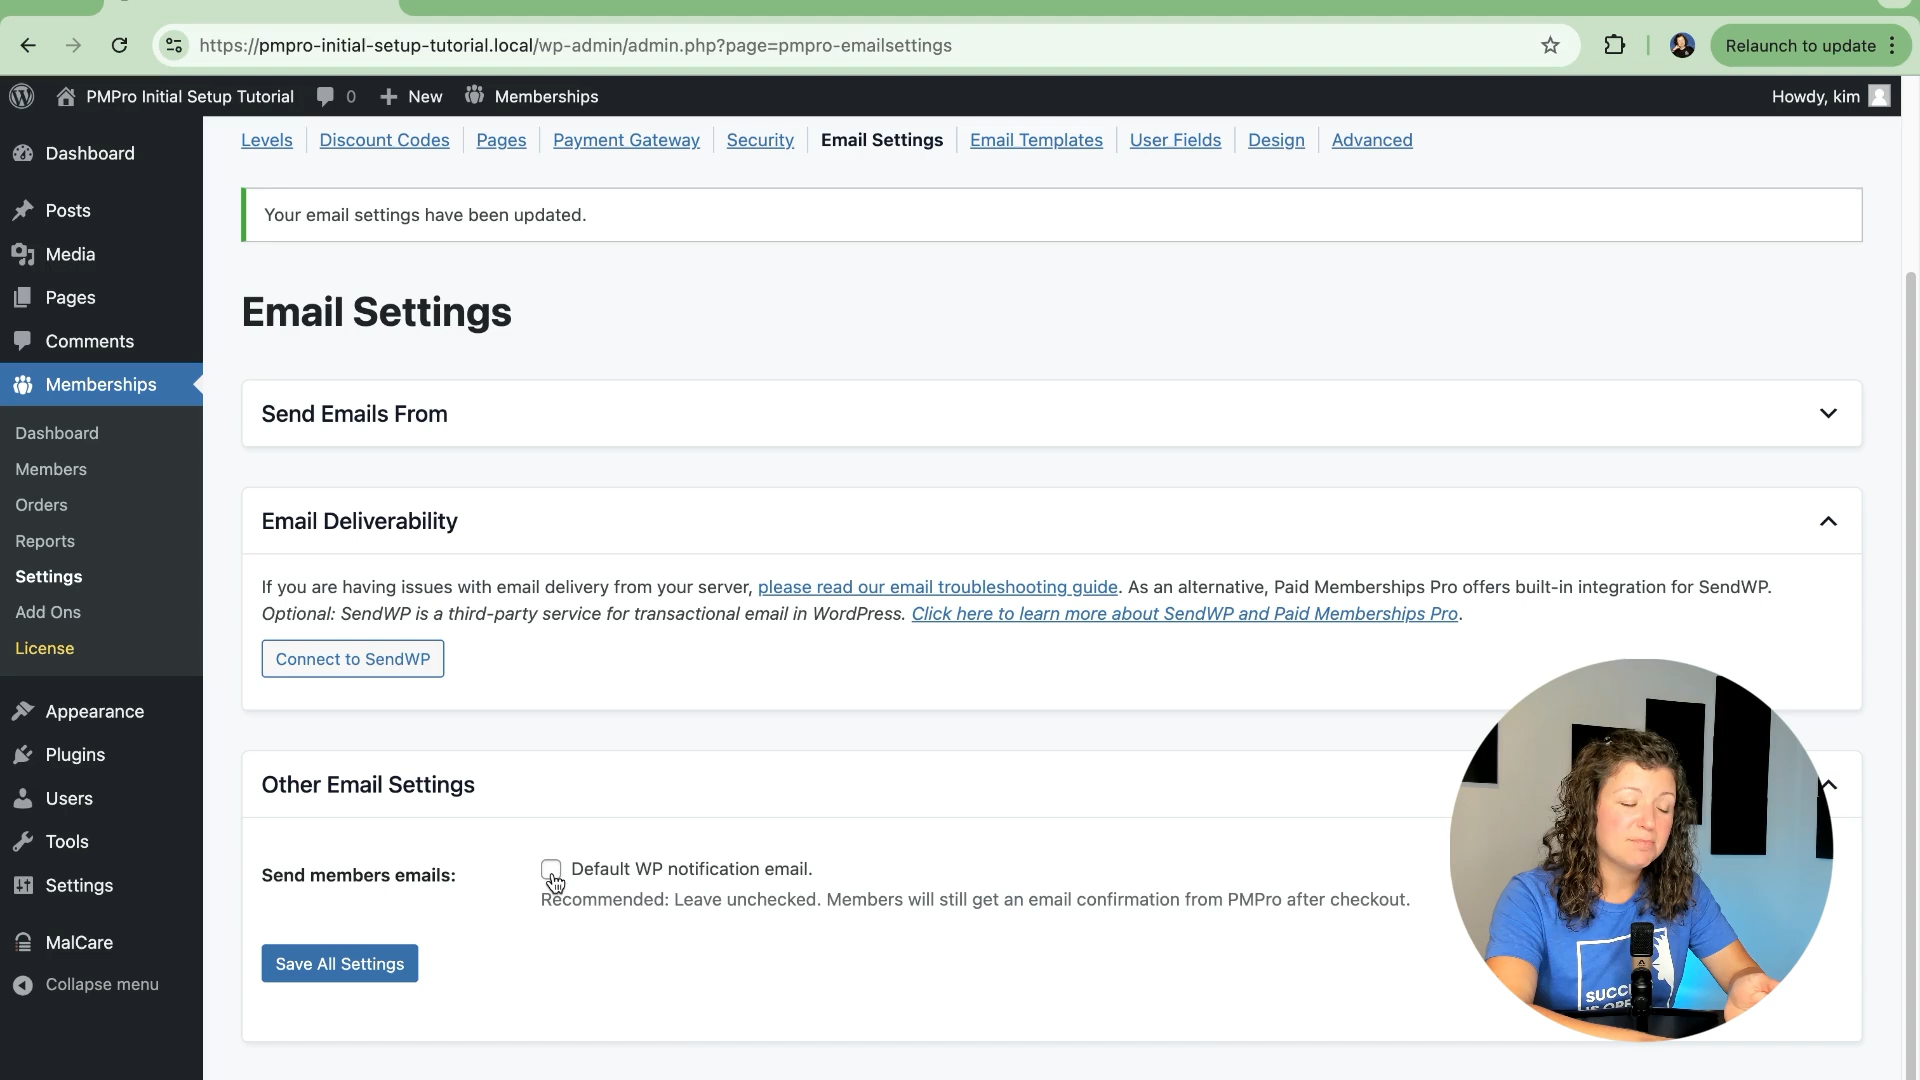 https://pmpro-initial-setup-tutorial.local/wp-admin/admin.php?page=pmpro-emailsettings
Relaunch to update
PMPro Initial Setup Tutorial
0
New
Memberships
Howdy, kim
Dashboard
Posts
Media
Pages
Comments
Memberships
Dashboard
Members
Orders
Reports
Settings
Add Ons
License
Appearance
Plugins
Users
Tools
Settings
MalCare
Collapse menu
Levels
Discount Codes
Pages
Payment Gateway
Security
Email Settings
Email Templates
User Fields
Design
Advanced
Your email settings have been updated.
Email Settings
Send Emails From
Email Deliverability
If you are having issues with email delivery from your server, please read our email troubleshooting guide. As an alternative, Paid Memberships Pro offers built-in integration for SendWP.
Optional: SendWP is a third-party service for transactional email in WordPress. Click here to learn more about SendWP and Paid Memberships Pro.
Connect to SendWP
Other Email Settings
Send members emails:
Default WP notification email.
Recommended: Leave unchecked. Members will still get an email confirmation from PMPro after checkout.
Save All Settings